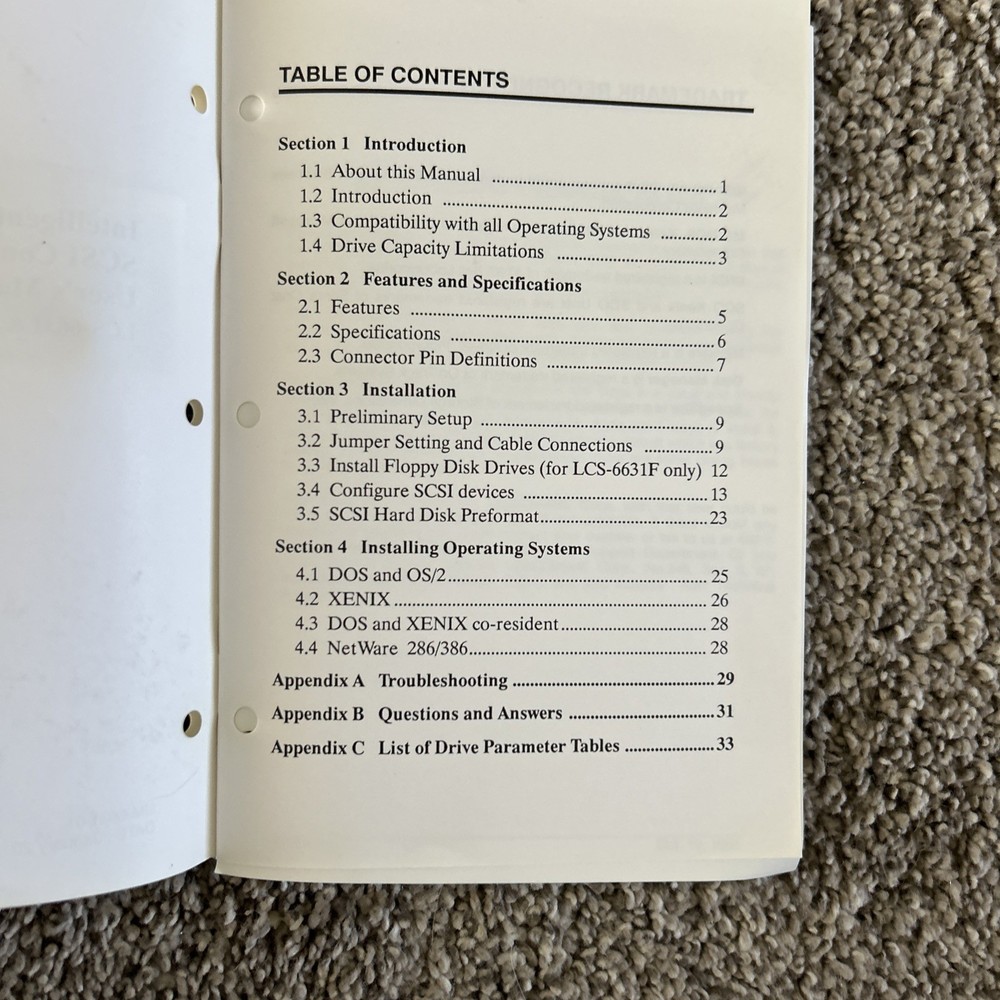 TABLE OF CONTENTS
Section 1 Introduction
1.1 About this Manual ........................................................ 1
1.2 Introduction .................................................................... 2
1.3 Compatibility with all Operating Systems ............. 2
1.4 Drive Capacity Limitations ....................................... 3
Section 2 Features and Specifications
2.1 Features ............................................................................ 5
2.2 Specifications .................................................................. 6
2.3 Connector Pin Definitions .......................................... 7
Section 3 Installation
3.1 Preliminary Setup .......................................................... 9
3.2 Jumper Setting and Cable Connections ................. 9
3.3 Install Floppy Disk Drives (for LCS-6631F only) 12
3.4 Configure SCSI devices .............................................. 13
3.5 SCSI Hard Disk Preformat.......................................... 23
Section 4 Installing Operating Systems
4.1 DOS and OS/2................................................................. 25
4.2 XENIX .............................................................................. 26
4.3 DOS and XENIX co-resident .................................... 28
4.4 NetWare 286/386........................................................... 28
Appendix A Troubleshooting .................................................. 29
Appendix B Questions and Answers .................................... 31
Appendix C List of Drive Parameter Tables ...................... 33